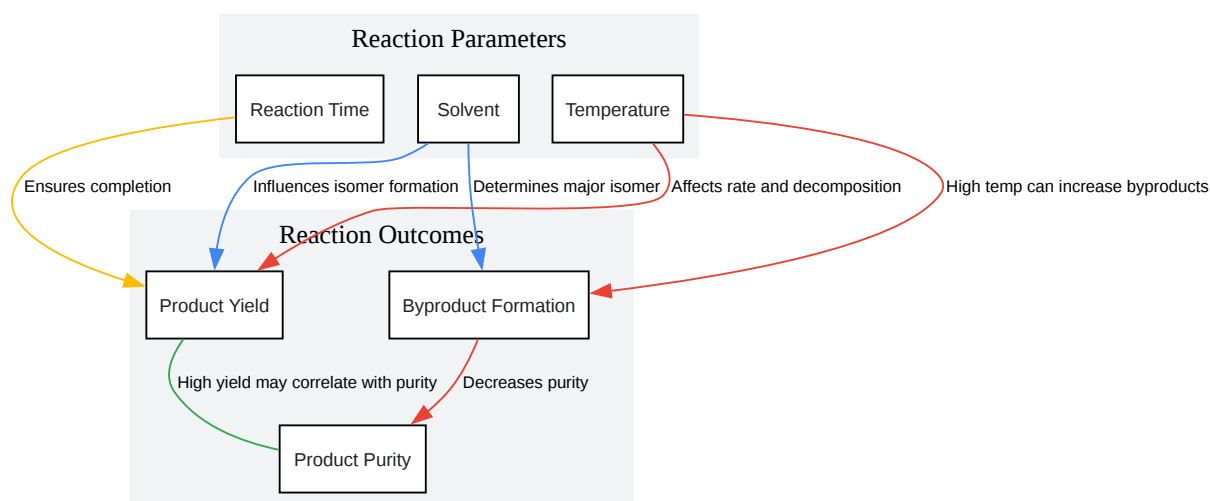 Reaction Parameters
Reaction Time
Solvent
Temperature
Ensures completion
Influences isomer formation
Determines major isomer
Affects rate and decomposition
High temp can increase byproducts
Reaction Outcomes
Product Yield
Byproduct Formation
High yield may correlate with purity
Decreases purity
Product Purity